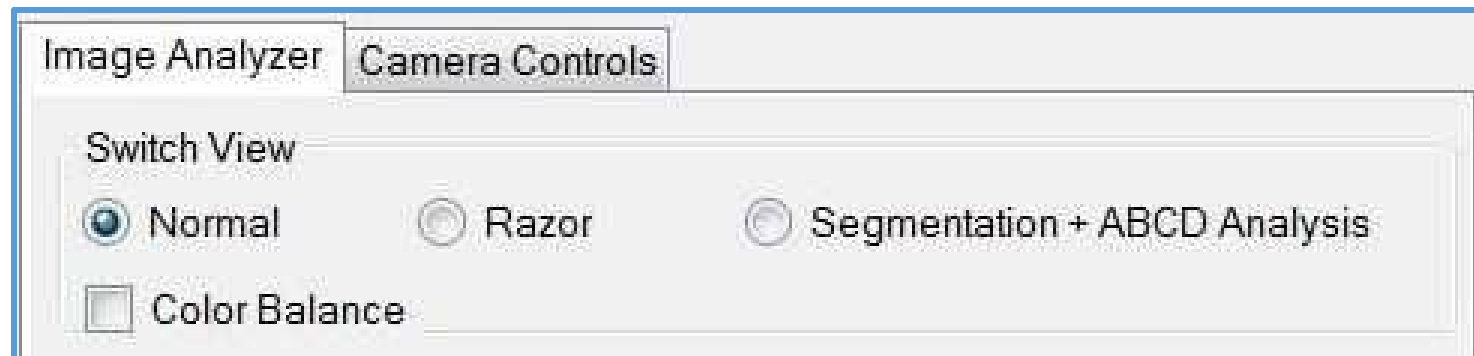 Image Analyzer Camera Controls
Switch View
Normal Razor Segmentation + ABCD Analysis
Color Balance